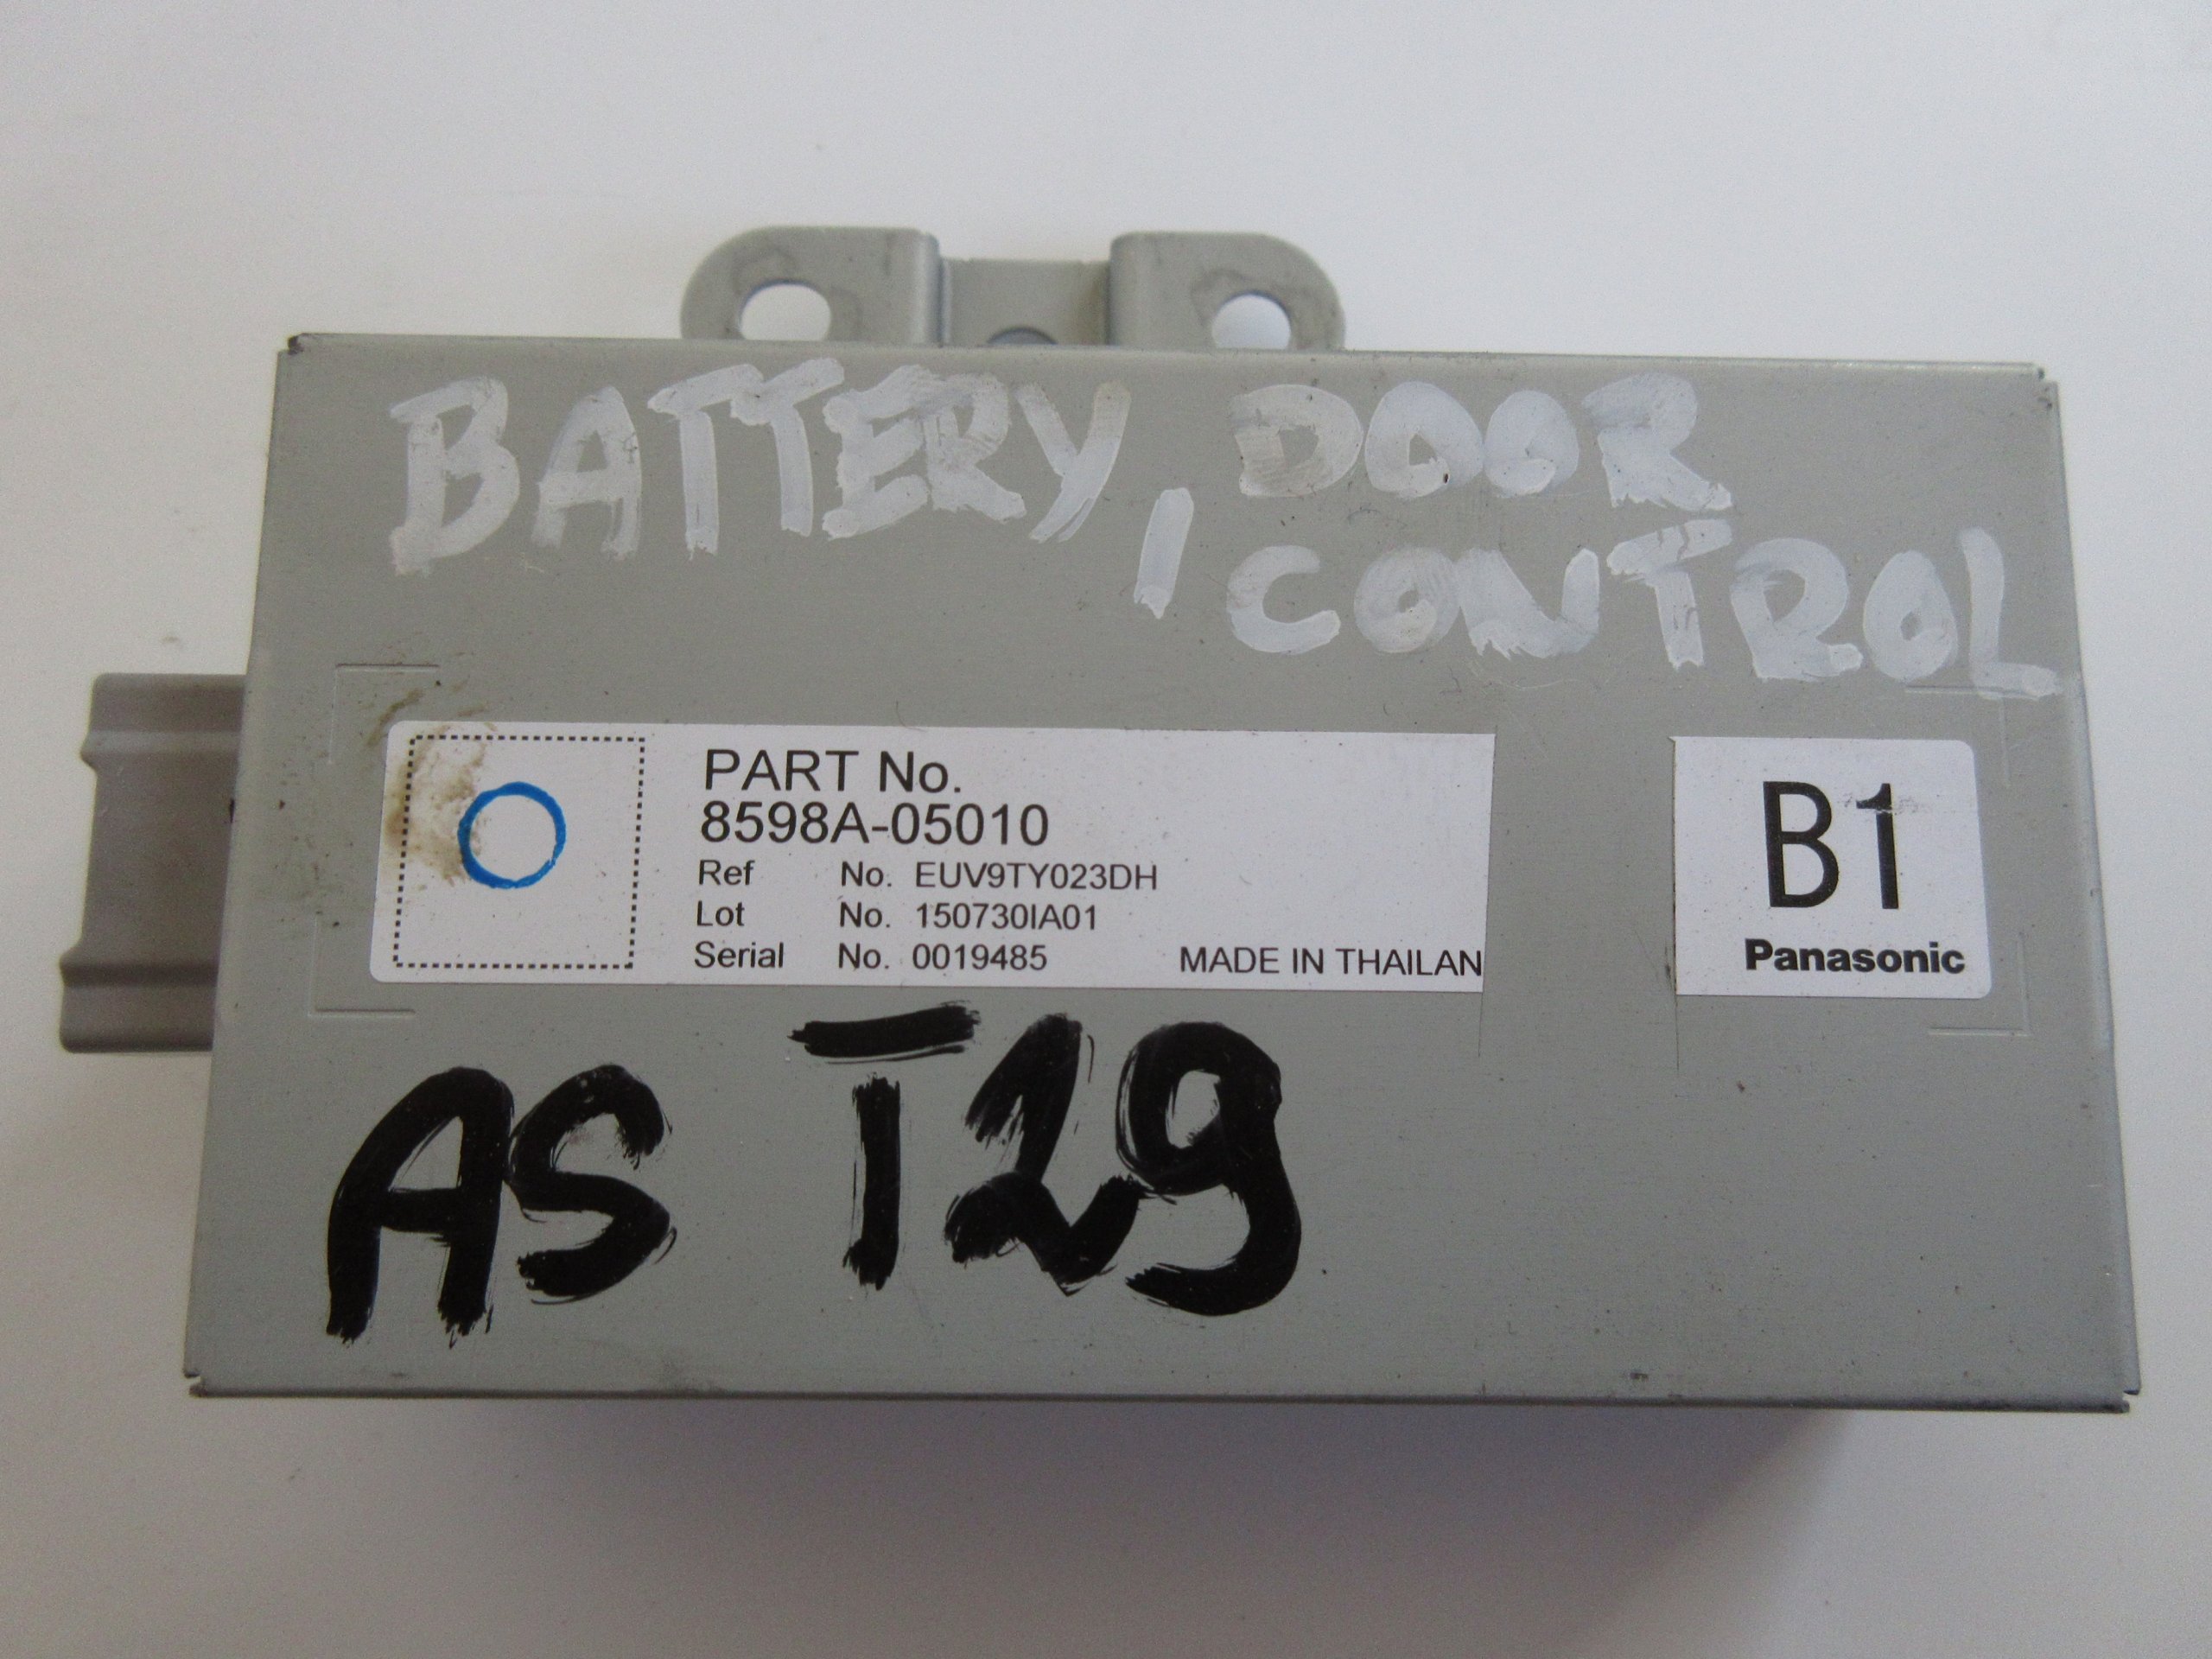 BATTERY, DOOR
CONTROL
PART No.
8598A-05010
Ref No. EUV9TY023DH
Lot No. 150730IA01
Serial No. 0019485 MADE IN THAILAN
B1
Panasonic
AS T29